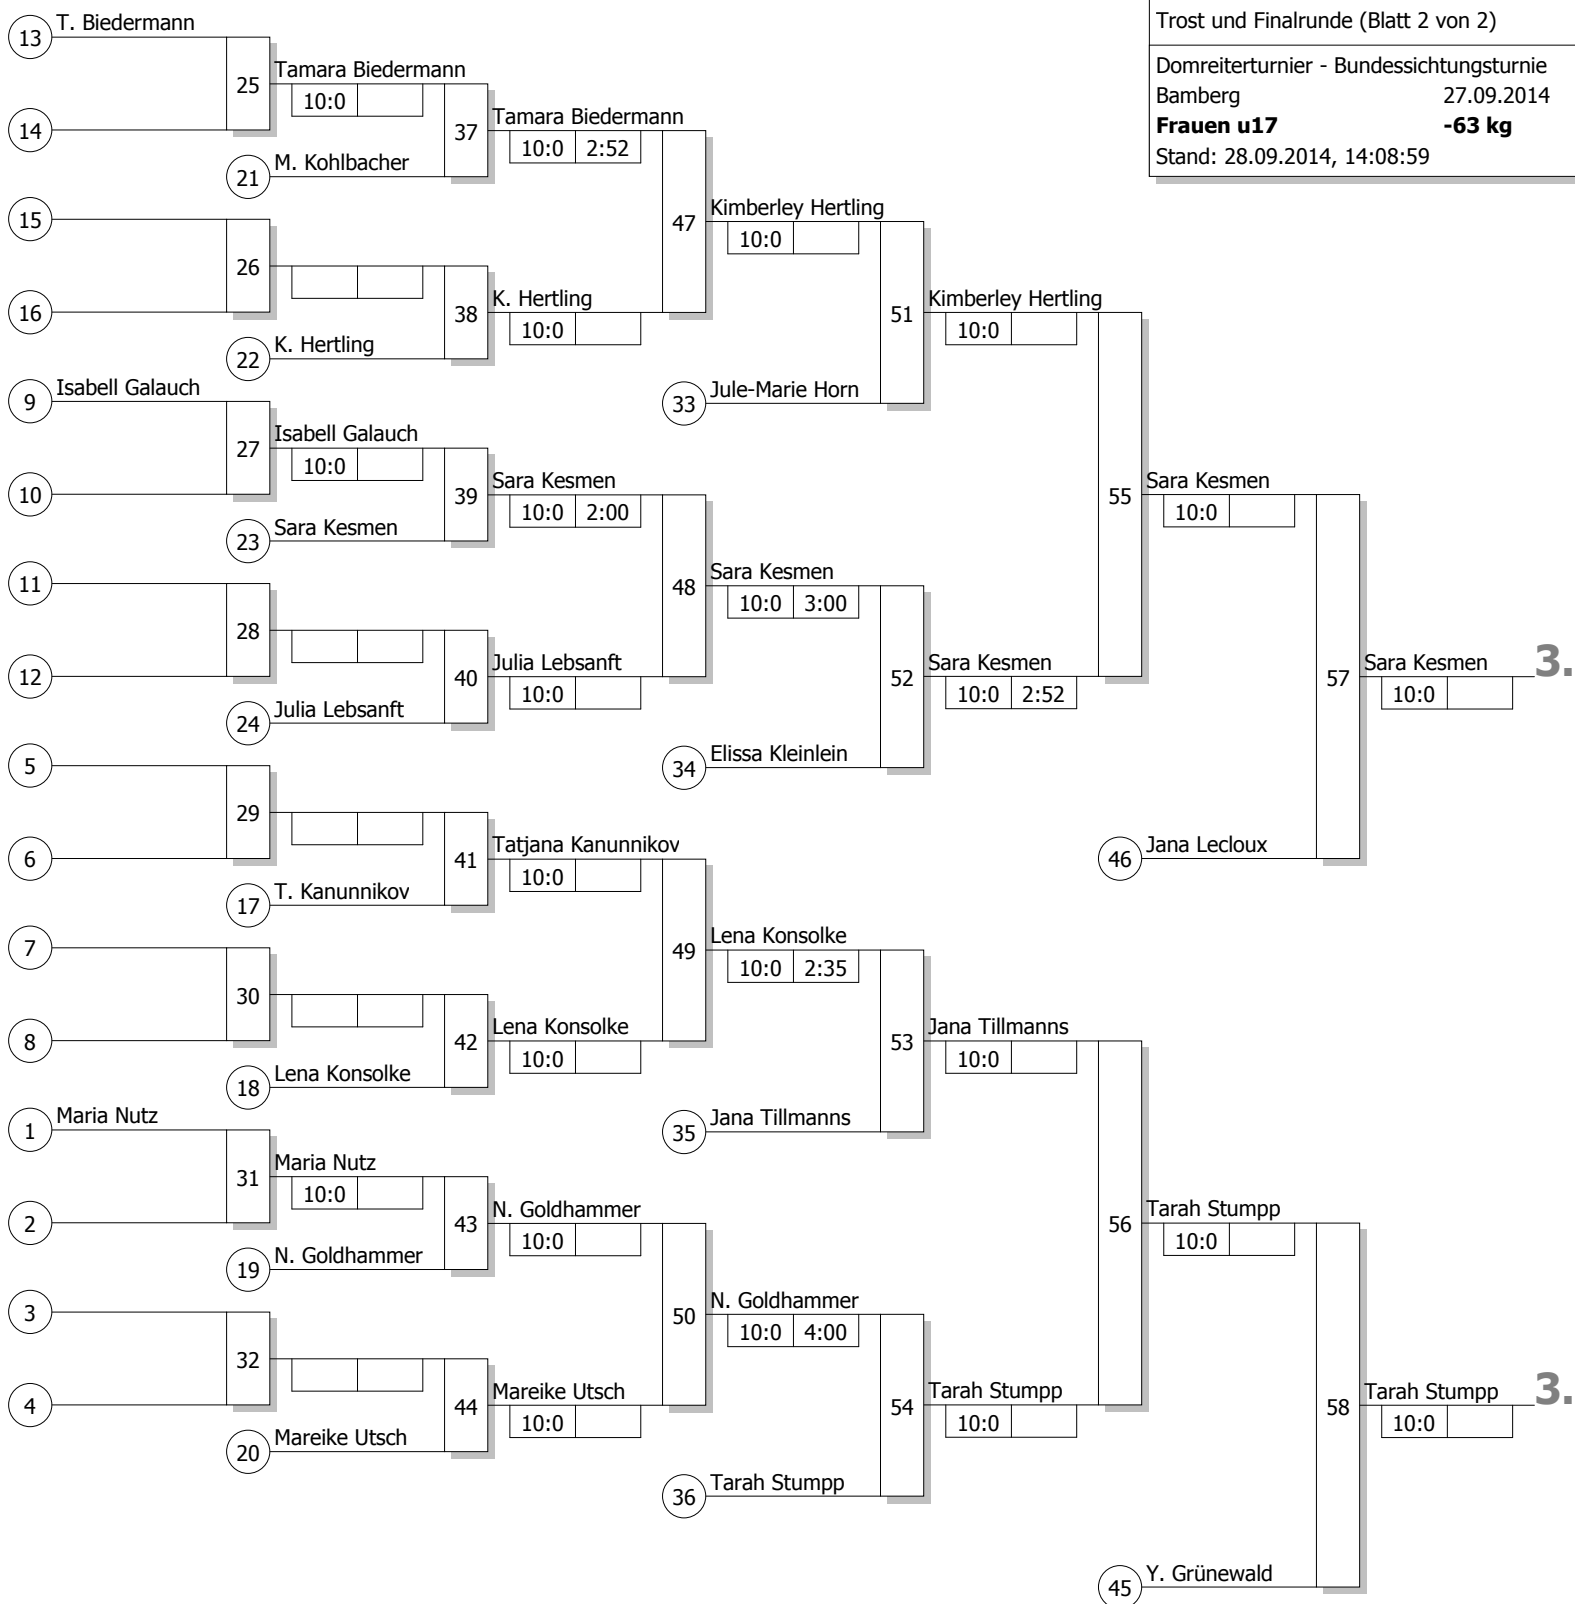 Trost und Finalrunde (Blatt 2 von 2)
Domreiterturnier - Bundessichtungsturnie
Bamberg 27.09.2014
Frauen u17 -63 kg
Stand: 28.09.2014, 14:08:59
13 T. Biedermann
25 Tamara Biedermann
10:0
14
37 Tamara Biedermann
10:0 2:52
21 M. Kohlbacher
15
47 Kimberley Hertling
10:0
26
16
38 K. Hertling
10:0
22 K. Hertling
51 Kimberley Hertling
10:0
9 Isabell Galauch
33 Jule-Marie Horn
27 Isabell Galauch
10:0
10
39 Sara Kesmen
10:0 2:00
55 Sara Kesmen
10:0
23 Sara Kesmen
11
48 Sara Kesmen
10:0 3:00
28
12
40 Julia Lebsanft
10:0
52 Sara Kesmen
10:0 2:52
57 Sara Kesmen 3.
10:0
24 Julia Lebsanft
5
34 Elissa Kleinlein
29
6
41 Tatjana Kanunnikov
10:0
46 Jana Lecloux
17 T. Kanunnikov
7
49 Lena Konsolke
10:0 2:35
30
8
42 Lena Konsolke
10:0
53 Jana Tillmanns
10:0
18 Lena Konsolke
1 Maria Nutz
35 Jana Tillmanns
31 Maria Nutz
10:0
2
43 N. Goldhammer
10:0
56 Tarah Stumpp
10:0
19 N. Goldhammer
3
50 N. Goldhammer
10:0 4:00
32
4
44 Mareike Utsch
10:0
54 Tarah Stumpp
10:0
58 Tarah Stumpp 3.
10:0
20 Mareike Utsch
36 Tarah Stumpp
45 Y. Grünewald